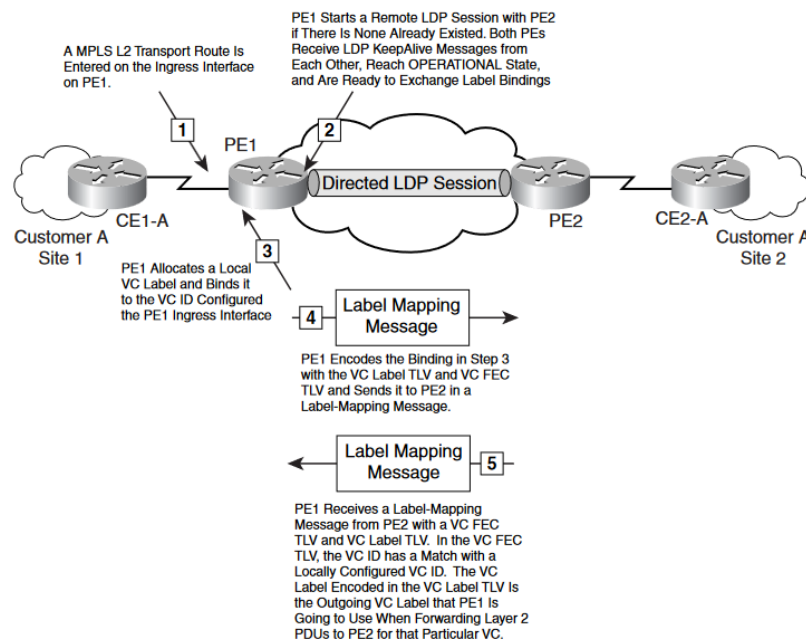 PE1 Starts a Remote LDP Session with PE2
if There Is None Already Existed. Both PEs
Receive LDP KeepAlive Messages from
Each Other, Reach OPERATIONAL State,
and Are Ready to Exchange Label Bindings
A MPLS L2 Transport Route Is
Entered on the Ingress Interface
on PE1.
1
PE1
2
Directed LDP Session
CE1-A
PE2
CE2-A
Customer A
Site 1
Customer A
Site 2
3
PE1 Allocates a Local
VC Label and Binds it
to the VC ID Configured
the PE1 Ingress Interface
4
Label Mapping
Message
PE1 Encodes the Binding in Step 3
with the VC Label TLV and VC FEC
TLV and Sends it to PE2 in a
Label-Mapping Message.
Label Mapping
Message
5
PE1 Receives a Label-Mapping
Message from PE2 with a VC FEC
TLV and VC Label TLV. In the VC FEC
TLV, the VC ID has a Match with a
Locally Configured VC ID. The VC
Label Encoded in the VC Label TLV Is
the Outgoing VC Label that PE1 Is
Going to Use When Forwarding Layer 2
PDUs to PE2 for that Particular VC.